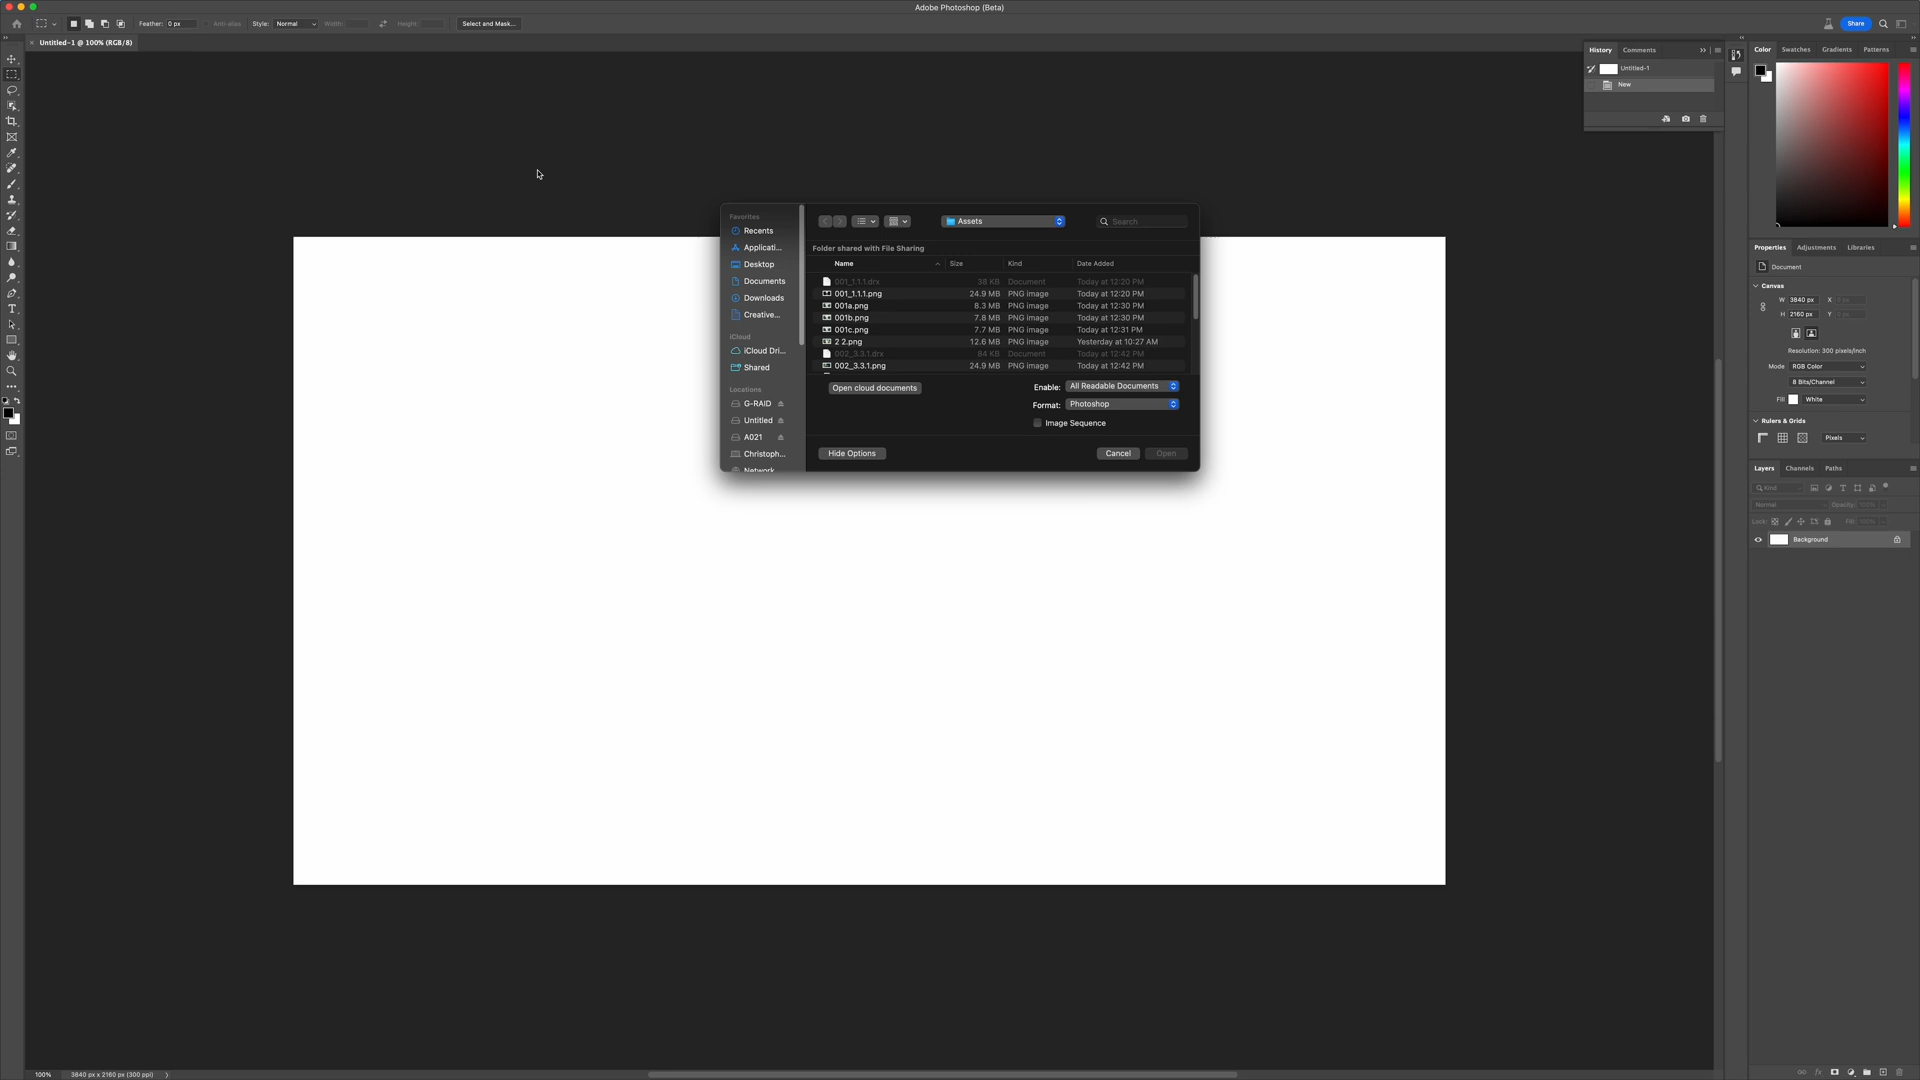 Adobe Photoshop (Beta)
Feather: 0 px Anti-alias Style: Normal Width: Height: Select and Mask... Share
Untitled-1 @ 100% (RGB/8)
History Comments
Untitled-1
New
Color Swatches Gradients Patterns
Favorites
Recents
Applicati...
Desktop
Documents
Downloads
Creative...
iCloud
iCloud Dri...
Shared
Locations
G-RAID
Untitled
A021
Christoph...
Network
Assets Search
Folder shared with File Sharing
Name Size Kind Date Added
001_1.1.1.drx 38 KB Document Today at 12:20 PM
001_1.1.1.png 24.9 MB PNG image Today at 12:20 PM
001a.png 8.3 MB PNG image Today at 12:30 PM
001b.png 7.8 MB PNG image Today at 12:30 PM
001c.png 7.7 MB PNG image Today at 12:31 PM
2 2.png 12.6 MB PNG image Yesterday at 10:27 AM
002_3.3.1.drx 84 KB Document Today at 12:42 PM
002_3.3.1.png 24.9 MB PNG image Today at 12:42 PM
Open cloud documents
Enable: All Readable Documents
Format: Photoshop
Image Sequence
Hide Options Cancel Open
Properties Adjustments Libraries
Document
Canvas
W 3840 px X 0 px
H 2160 px Y 0 px
Resolution: 300 pixels/inch
Mode RGB Color
8 Bits/Channel
Fill White
Rulers & Grids
Pixels
Layers Channels Paths
Kind
Normal Opacity: 100%
Lock: Fill: 100%
Background
100% 3840 px x 2160 px (300 ppi)
fx